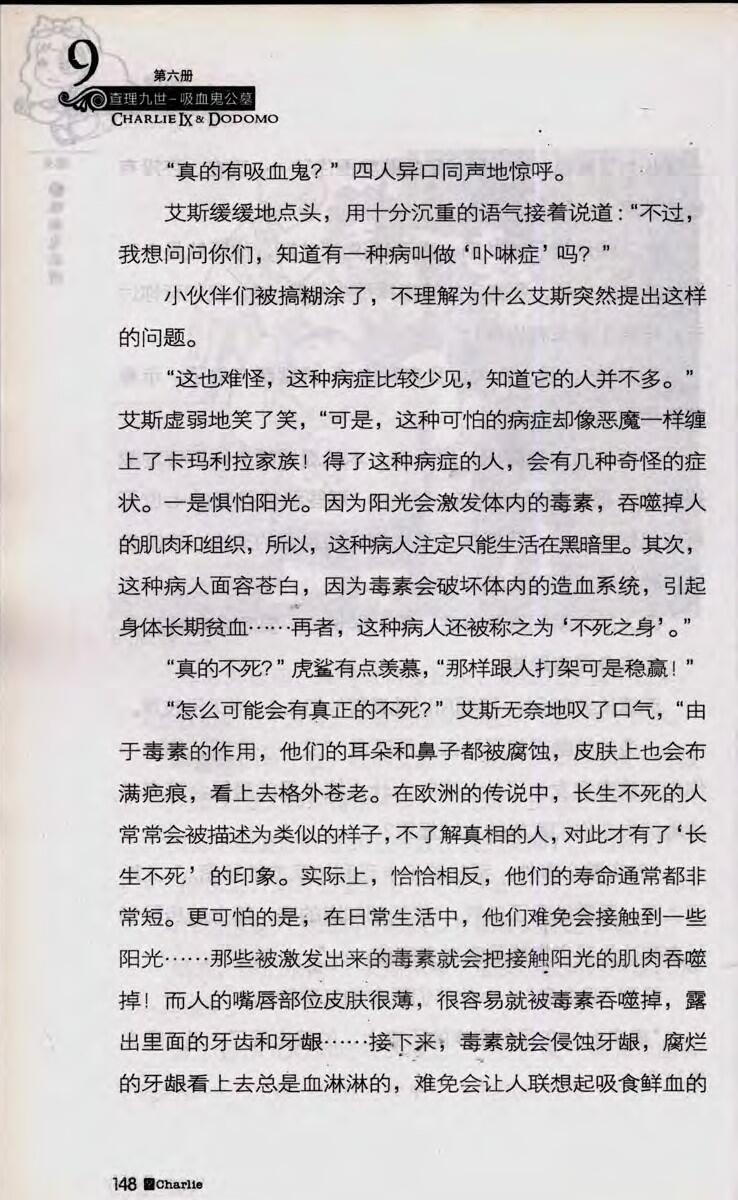 9
第六册
查理九世-吸血鬼公墓
CHARLIE IX & DODOMO
“真的有吸血鬼？”四人异口同声地惊呼。
艾斯缓缓地点头，用十分沉重的语气接着说道：“不过，
我想问问你们，知道有一种病叫做‘卟啉症’吗？”
小伙伴们被搞糊涂了，不理解为什么艾斯突然提出这样
的问题。
“这也难怪，这种病症比较少见，知道它的人并不多。”
艾斯虚弱地笑了笑，“可是，这种可怕的病症却像恶魔一样缠
上了卡玛利拉家族！得了这种病症的人，会有几种奇怪的症
状。一是惧怕阳光。因为阳光会激发体内的毒素，吞噬掉人
的肌肉和组织，所以，这种病人注定只能生活在黑暗里。其次，
这种病人面容苍白，因为毒素会破坏体内的造血系统，引起
身体长期贫血……再者，这种病人还被称之为‘不死之身’。”
“真的不死？”虎鲨有点羡慕，“那样跟人打架可是稳赢！”
“怎么可能会有真正的不死？”艾斯无奈地叹了口气，“由
于毒素的作用，他们的耳朵和鼻子都被腐蚀，皮肤上也会布
满疤痕，看上去格外苍老。在欧洲的传说中，长生不死的人
常常会被描述为类似的样子，不了解真相的人，对此才有了‘长
生不死’的印象。实际上，恰恰相反，他们的寿命通常都非
常短。更可怕的是，在日常生活中，他们难免会接触到一些
阳光……那些被激发出来的毒素就会把接触阳光的肌肉吞噬
掉！而人的嘴唇部位皮肤很薄，很容易就被毒素吞噬掉，露
出里面的牙齿和牙龈……接下来，毒素就会侵蚀牙龈，腐烂
的牙龈看上去总是血淋淋的，难免会让人联想起吸食鲜血的
148 Charlie